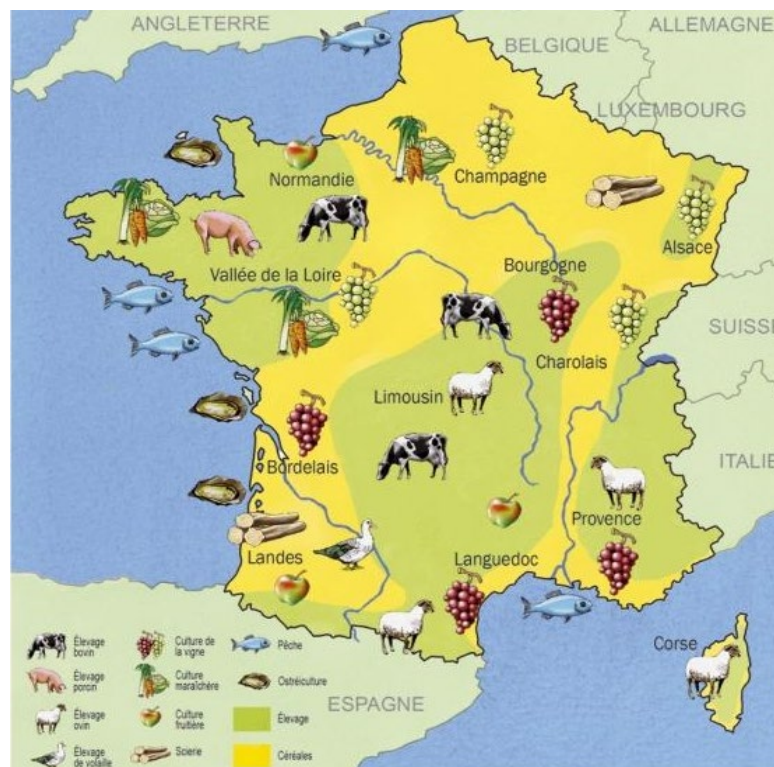 ANGLETERRE
ALLEMAGNE
BELGIQUE
LUXEMBOURG
Normandie
Champagne
Alsace
Vallée de la Loire
Bourgogne
SUISSE
Charolais
Limousin
Bordelais
ITALIE
Provence
Landes
Languedoc
Corse
ESPAGNE
Élevage
bovin
Culture de
la vigne
Pêche
Élevage
porcin
Culture
maraîchère
Ostréiculture
Élevage
ovin
Culture
fruitière
Élevage
Élevage
de volaille
Scierie
Céréales